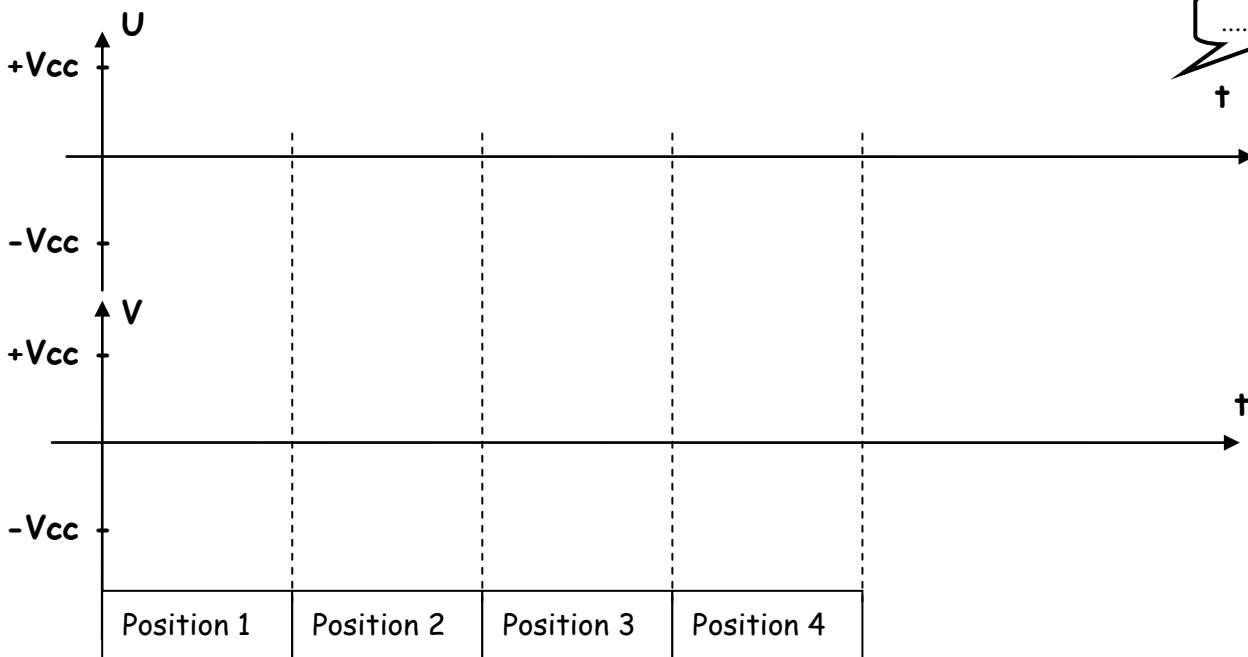 U
.....
+Vcc
t
-Vcc
V
+Vcc
t
-Vcc
Position 1 Position 2 Position 3 Position 4